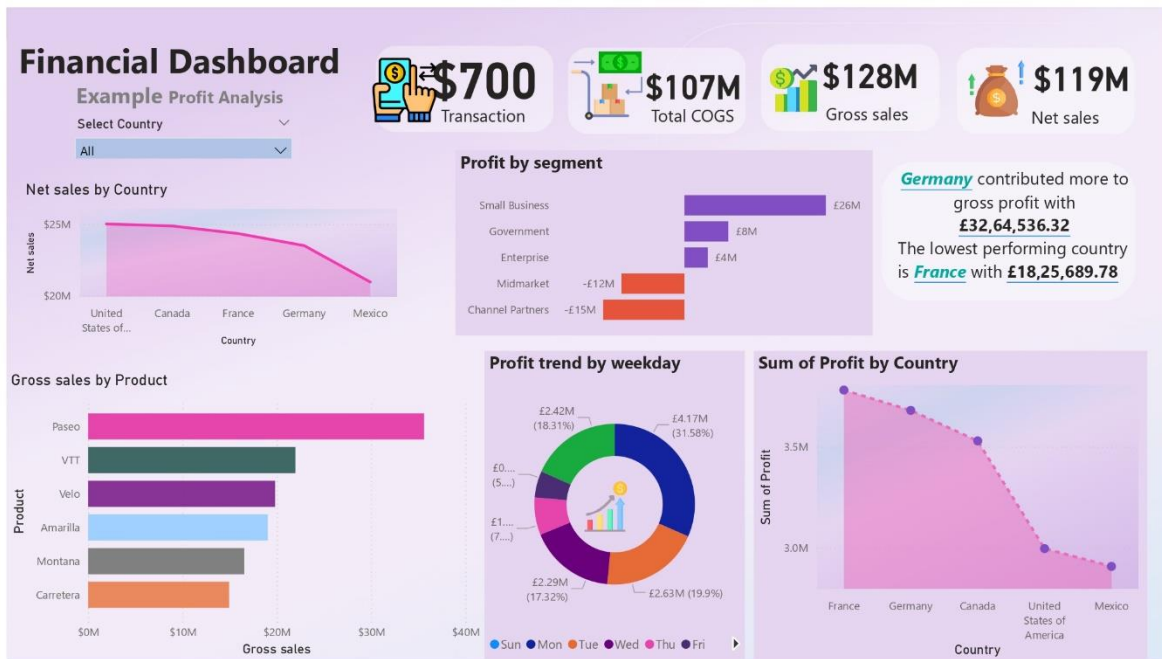 Financial Dashboard
Example Profit Analysis
Select Country
All
$700
Transaction
$107M
Total COGS
$128M
Gross sales
$119M
Net sales
Net sales by Country
Net sales
$25M
$20M
United
States of...
Canada
France
Germany
Mexico
Country
Profit by segment
Small Business
£26M
Government
£8M
Enterprise
£4M
Midmarket
-£12M
Channel Partners
-£15M
Germany contributed more to
gross profit with
£32,64,536.32
The lowest performing country
is France with £18,25,689.78
Gross sales by Product
Product
Paseo
VTT
Velo
Amarilla
Montana
Carretera
$0M
$10M
$20M
$30M
$40M
Gross sales
Profit trend by weekday
£2.42M
(18.31%)
£4.17M
(31.58%)
£0....
(5....)
£1....
(7....)
£2.29M
(17.32%)
£2.63M (19.9%)
Sun Mon Tue Wed Thu Fri
Sum of Profit by Country
Sum of Profit
3.5M
3.0M
France
Germany
Canada
United
States of
America
Mexico
Country